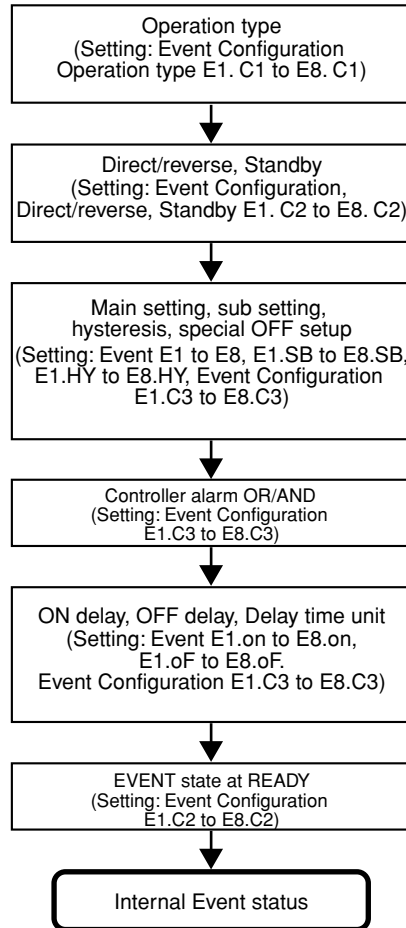 Operation type
(Setting: Event Configuration
Operation type E1. C1 to E8. C1)
Direct/reverse, Standby
(Setting: Event Configuration,
Direct/reverse, Standby E1. C2 to E8. C2)
Main setting, sub setting,
hysteresis, special OFF setup
(Setting: Event E1 to E8, E1.SB to E8.SB,
E1.HY to E8.HY, Event Configuration
E1.C3 to E8.C3)
Controller alarm OR/AND
(Setting: Event Configuration
E1.C3 to E8.C3)
ON delay, OFF delay, Delay time unit
(Setting: Event E1.on to E8.on,
E1.oF to E8.oF.
Event Configuration E1.C3 to E8.C3)
EVENT state at READY
(Setting: Event Configuration
E1.C2 to E8.C2)
Internal Event status